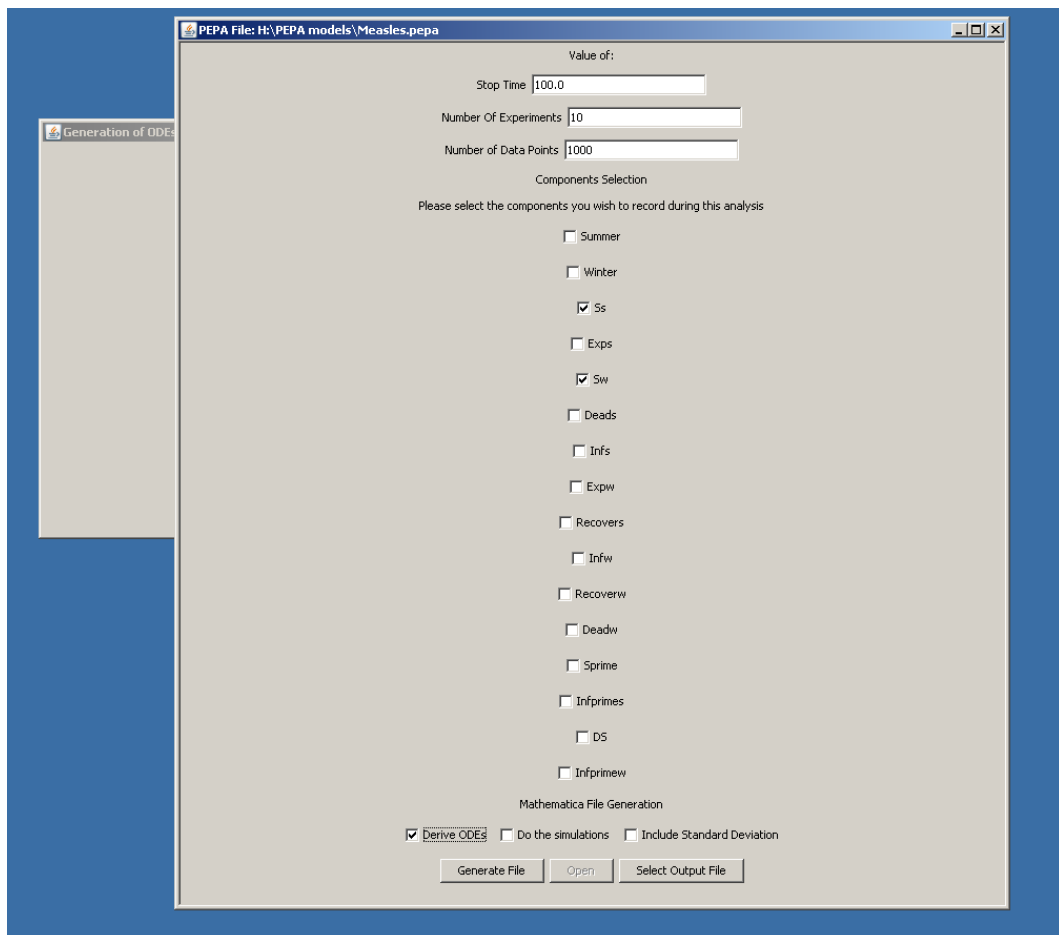 PEPA File: H:\PEPA models\Measles.pepa
Value of:
Stop Time 100.0
Number Of Experiments 10
Generation of ODEs
Number of Data Points 1000
Components Selection
Please select the components you wish to record during this analysis
Summer
Winter
Ss
Exps
Sw
Deads
Infs
Expw
Recovers
Infw
Recoverw
Deadw
Sprime
Infprimes
DS
Infprimew
Mathematica File Generation
Derive ODEs Do the simulations Include Standard Deviation
Generate File Open Select Output File